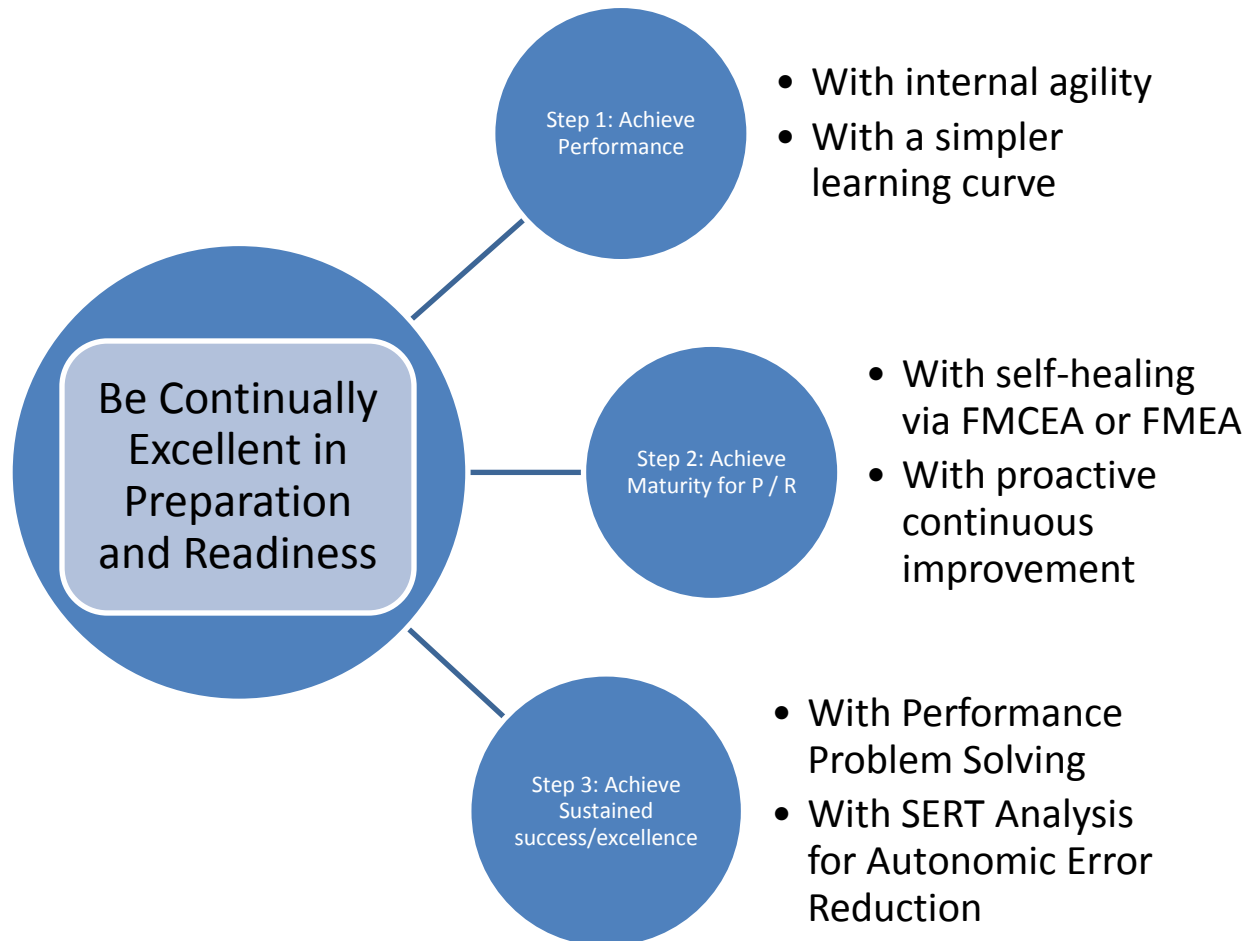 Step 1: Achieve
Performance
• With internal agility
• With a simpler
learning curve
Be Continually
Excellent in
Preparation
and Readiness
Step 2: Achieve
Maturity for P / R
• With self-healing
via FMCEA or FMEA
• With proactive
continuous
improvement
Step 3: Achieve
Sustained
success/excellence
• With Performance
Problem Solving
• With SERT Analysis
for Autonomic Error
Reduction